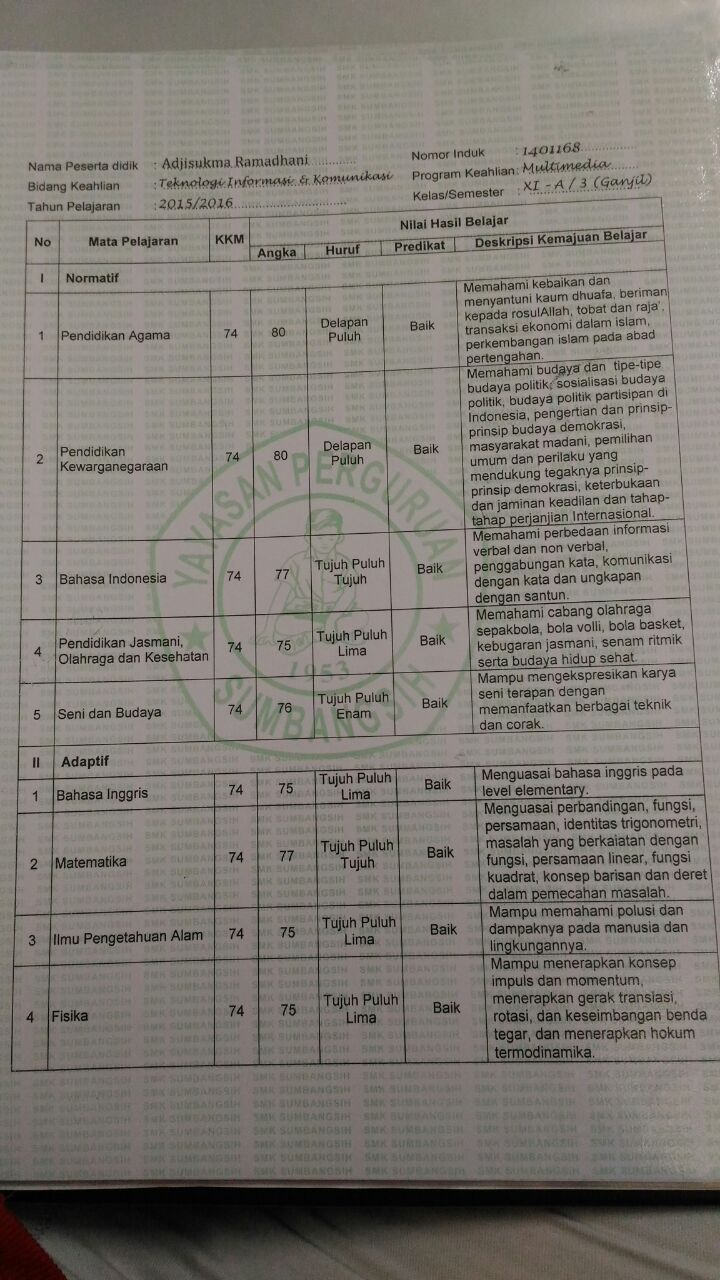 Nama Peserta didik : Adjisukma Ramadhani
Nomor Induk : 1401168
Bidang Keahlian : Teknologi Informasi & Komunikasi
Program Keahlian: Multimedia
Tahun Pelajaran : 2015/2016
Kelas/Semester : XI - A / 3 (Ganjil)
No Mata Pelajaran KKM Nilai Hasil Belajar
Angka Huruf Predikat Deskripsi Kemajuan Belajar
I Normatif
1 Pendidikan Agama 74 80 Delapan Puluh Baik
Memahami kebaikan dan
menyantuni kaum dhuafa, beriman
kepada rosulAllah, tobat dan raja',
transaksi ekonomi dalam islam,
perkembangan islam pada abad
pertengahan.
2 Pendidikan Kewarganegaraan 74 80 Delapan Puluh Baik
Memahami budaya dan tipe-tipe
budaya politik, sosialisasi budaya
politik, budaya politik partisipan di
Indonesia, pengertian dan prinsip-
prinsip budaya demokrasi,
masyarakat madani, pemilihan
umum dan perilaku yang
mendukung tegaknya prinsip-
prinsip demokrasi, keterbukaan
dan jaminan keadilan dan tahap-
tahap perjanjian Internasional.
3 Bahasa Indonesia 74 77 Tujuh Puluh Tujuh Baik
Memahami perbedaan informasi
verbal dan non verbal,
penggabungan kata, komunikasi
dengan kata dan ungkapan
dengan santun.
4 Pendidikan Jasmani, Olahraga dan Kesehatan 74 75 Tujuh Puluh Lima Baik
Memahami cabang olahraga
sepakbola, bola volli, bola basket,
kebugaran jasmani, senam ritmik
serta budaya hidup sehat.
5 Seni dan Budaya 74 76 Tujuh Puluh Enam Baik
Mampu mengekspresikan karya
seni terapan dengan
memanfaatkan berbagai teknik
dan corak.
II Adaptif
1 Bahasa Inggris 74 75 Tujuh Puluh Lima Baik
Menguasai bahasa inggris pada
level elementary.
2 Matematika 74 77 Tujuh Puluh Tujuh Baik
Menguasai perbandingan, fungsi,
persamaan, identitas trigonometri,
masalah yang berkaiatan dengan
fungsi, persamaan linear, fungsi
kuadrat, konsep barisan dan deret
dalam pemecahan masalah.
3 Ilmu Pengetahuan Alam 74 75 Tujuh Puluh Lima Baik
Mampu memahami polusi dan
dampaknya pada manusia dan
lingkungannya.
4 Fisika 74 75 Tujuh Puluh Lima Baik
Mampu menerapkan konsep
impuls dan momentum,
menerapkan gerak translasi,
rotasi, dan keseimbangan benda
tegar, dan menerapkan hokum
termodinamika.
YAYASAN PERGURUAN
1953
SUMBANGSIH
SMK SUMBANGSIH